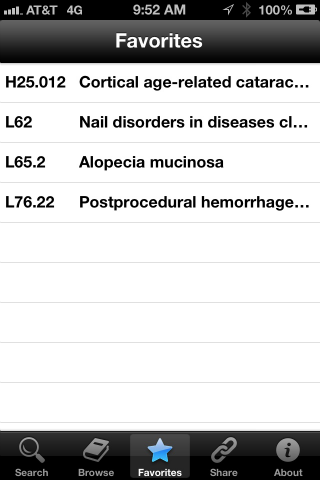 AT&T 4G 9:52 AM 100%
Favorites
H25.012 Cortical age-related catarac...
L62 Nail disorders in diseases cl...
L65.2 Alopecia mucinosa
L76.22 Postprocedural hemorrhage...
Search Browse Favorites Share About